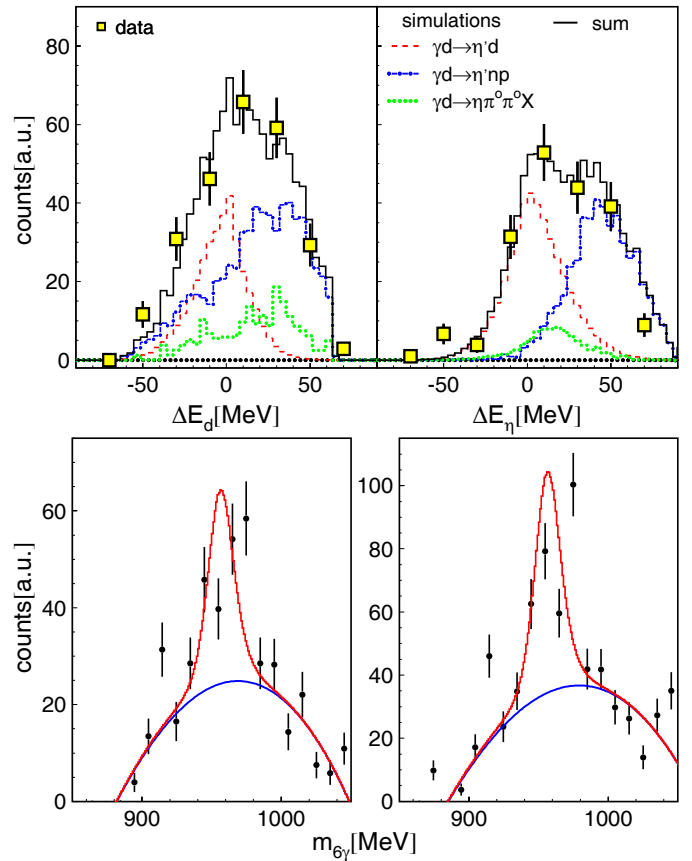 data
simulations
sum
γd→η'd
γd→η'np
γd→ηπ°π°X
counts[a.u.]
80
60
40
20
0
-50
0
50
-50
0
50
ΔE_d[MeV]
ΔE_η[MeV]
counts[a.u.]
60
40
20
0
100
80
60
40
20
0
900
1000
900
1000
m_6γ[MeV]